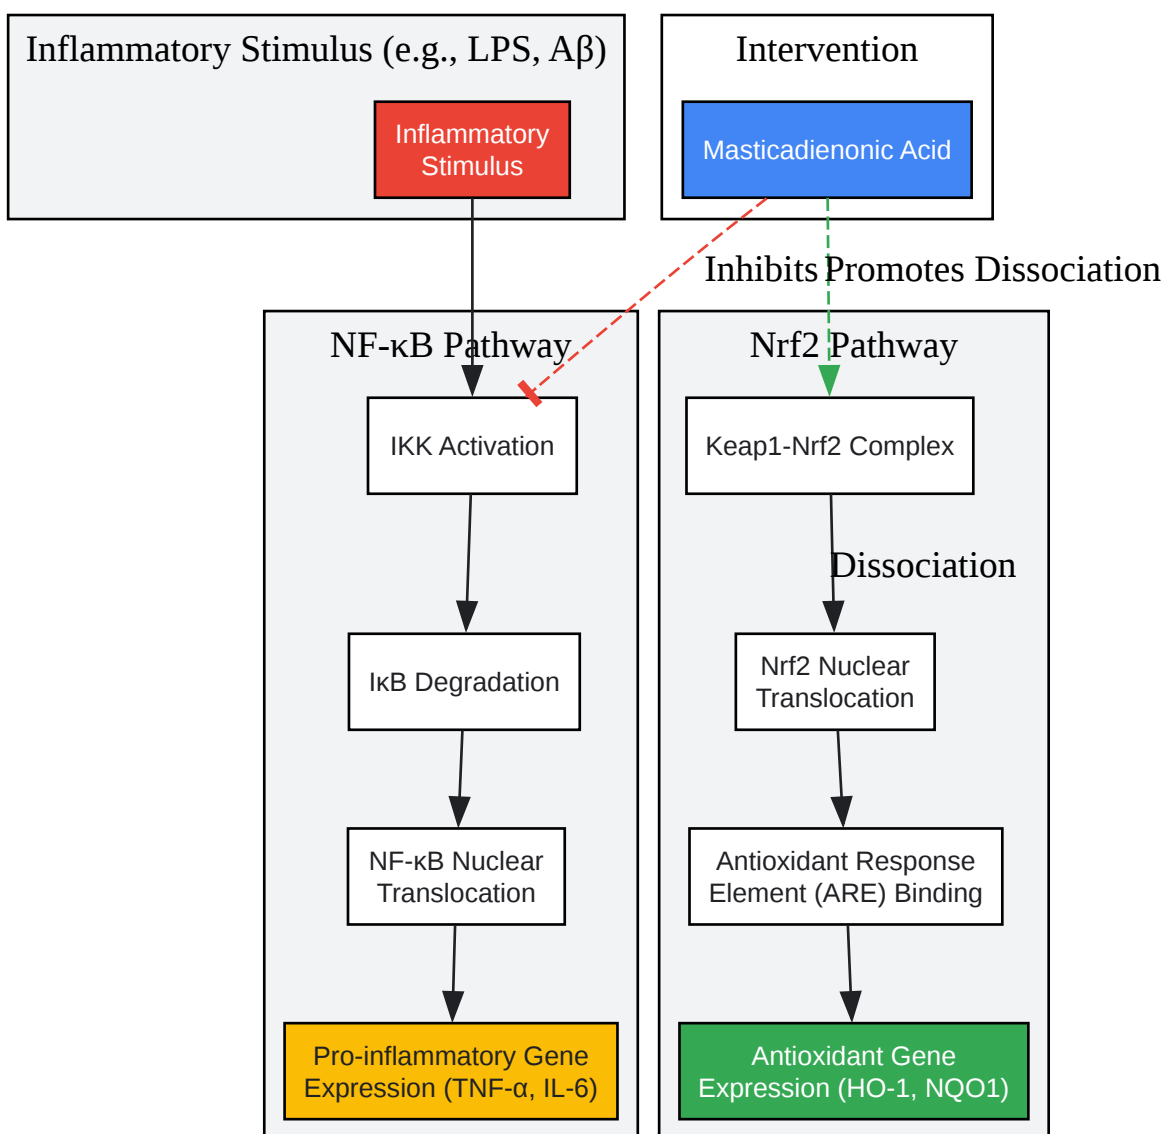 Inflammatory Stimulus (e.g., LPS, Aβ)
Intervention
Inflammatory
Stimulus
Masticadienonic Acid
Inhibits
Promotes Dissociation
NF-κB Pathway
Nrf2 Pathway
IKK Activation
Keap1-Nrf2 Complex
Dissociation
IκB Degradation
Nrf2 Nuclear
Translocation
NF-κB Nuclear
Translocation
Antioxidant Response
Element (ARE) Binding
Pro-inflammatory Gene
Expression (TNF-α, IL-6)
Antioxidant Gene
Expression (HO-1, NQO1)